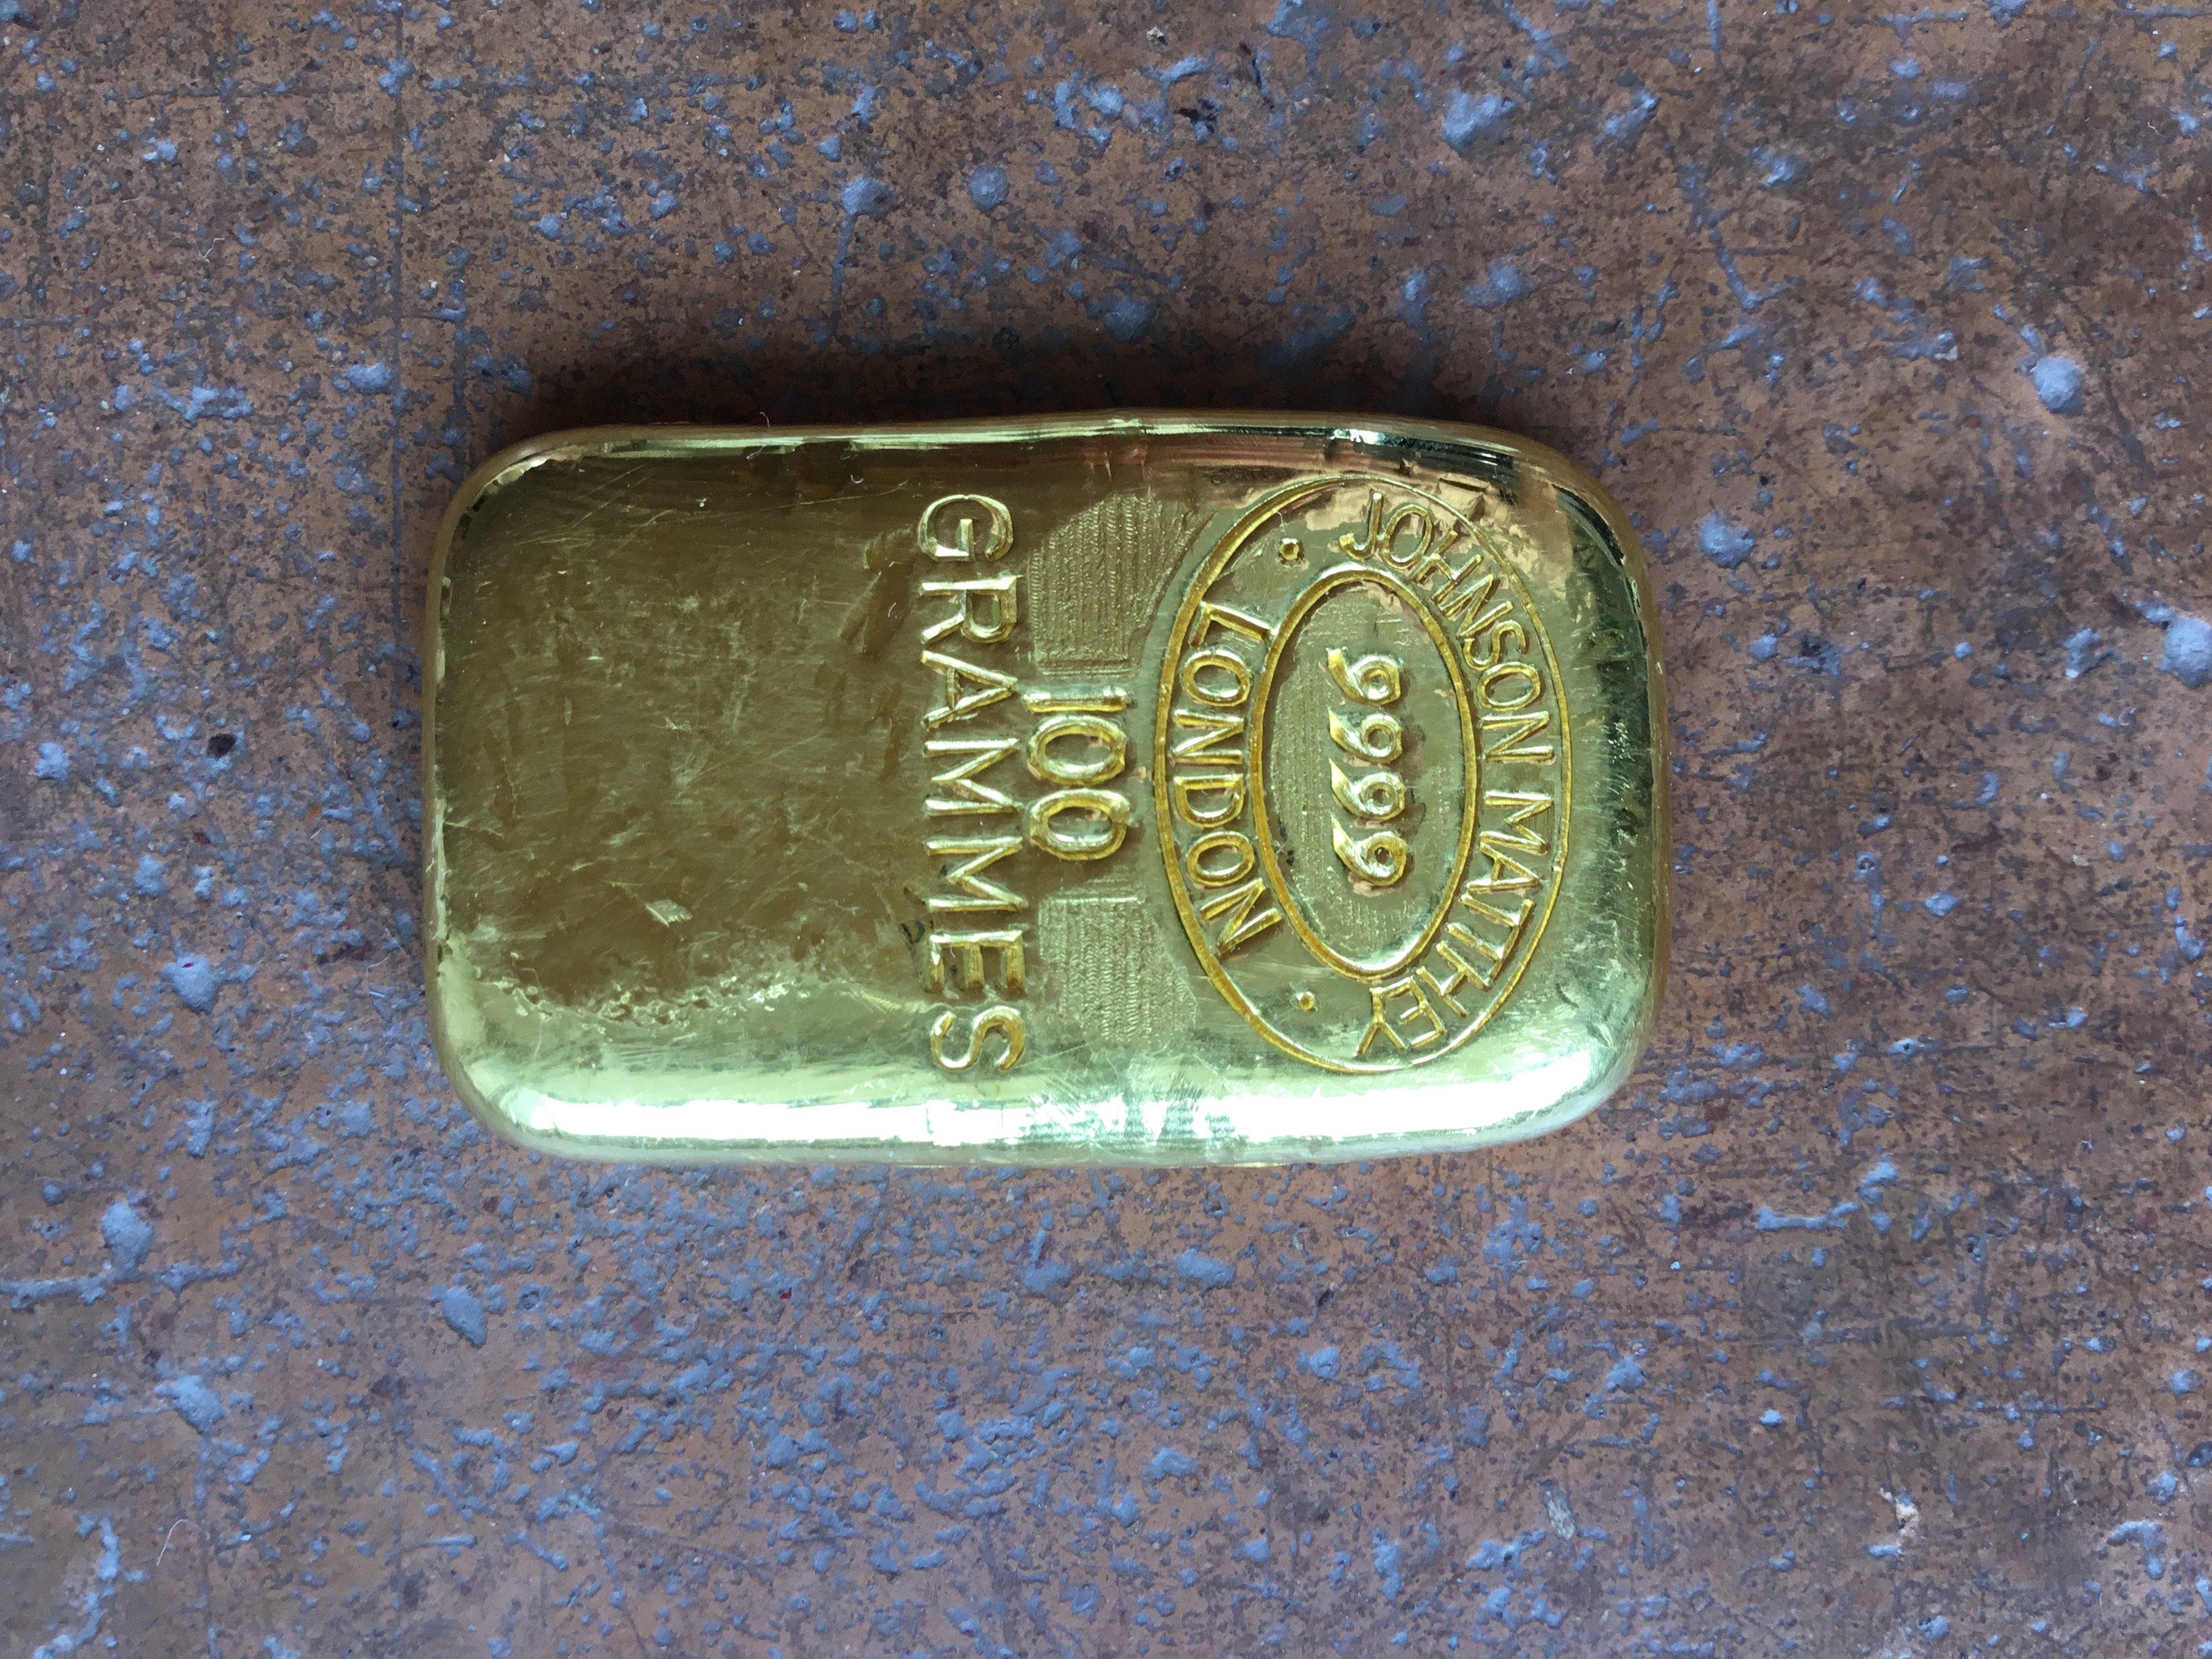 JOHNSON MATTHEY
9999
LONDON
100
GRAMMES